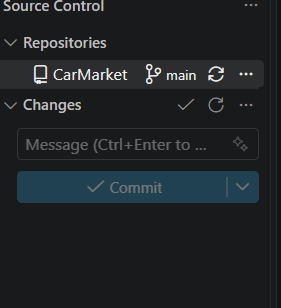 Source Control
Repositories
CarMarket main
Changes
Message (Ctrl+Enter to ...
Commit